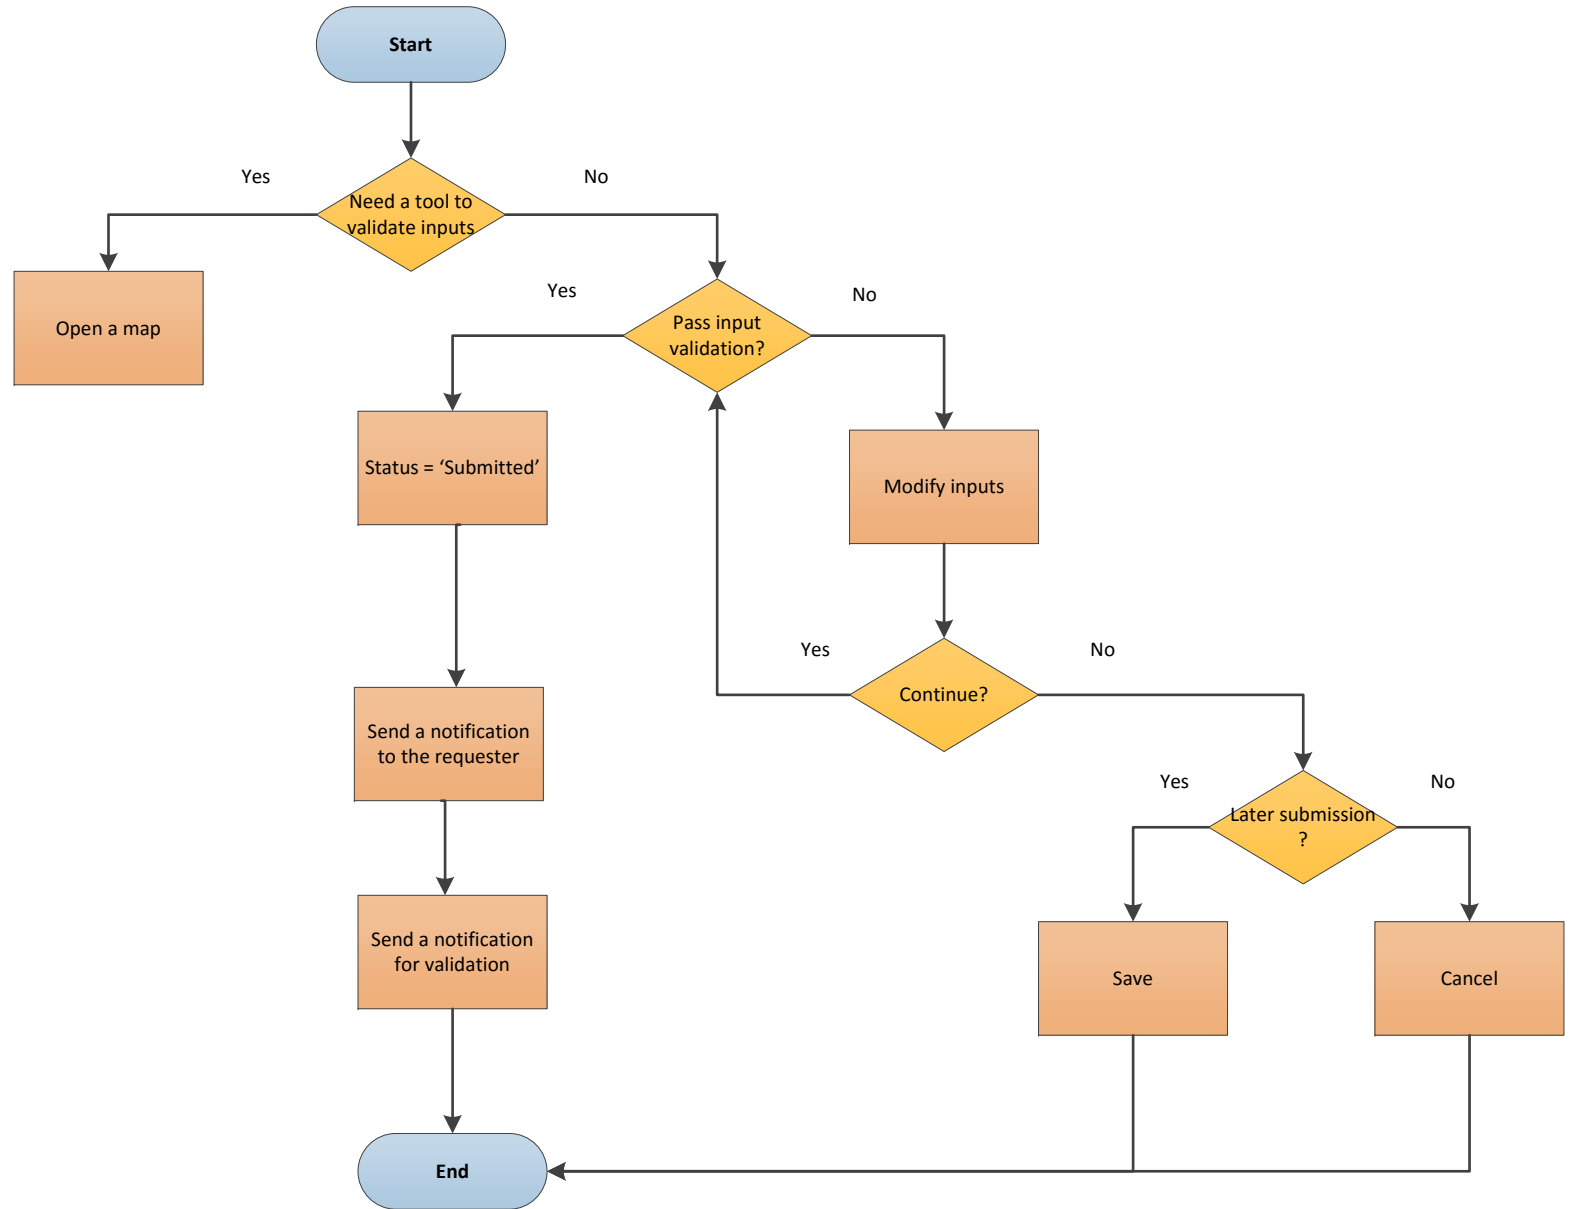 Start
Yes
No
Need a tool to
validate inputs
Open a map
Yes
No
Pass input
validation?
Status = ‘Submitted’
Modify inputs
Yes
No
Continue?
Send a notification
to the requester
Yes
No
Later submission
?
Send a notification
for validation
Save
Cancel
End